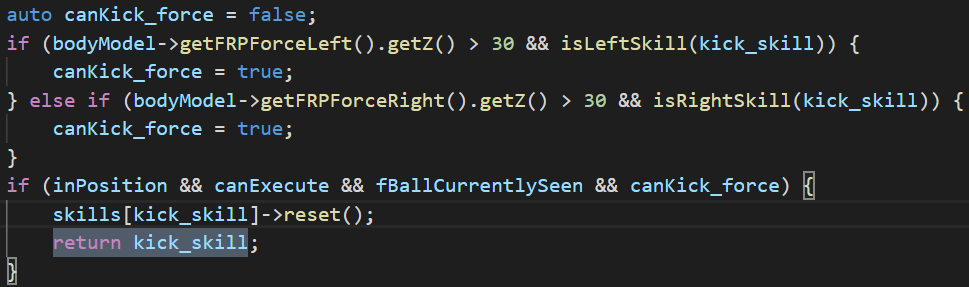 auto canKick_force = false;
if (bodyModel->getFRPForceLeft().getZ() > 30 && isLeftSkill(kick_skill)) {
    canKick_force = true;
} else if (bodyModel->getFRPForceRight().getZ() > 30 && isRightSkill(kick_skill)) {
    canKick_force = true;
}
if (inPosition && canExecute && fBallCurrentlySeen && canKick_force) {
    skills[kick_skill]->reset();
    return kick_skill;
}